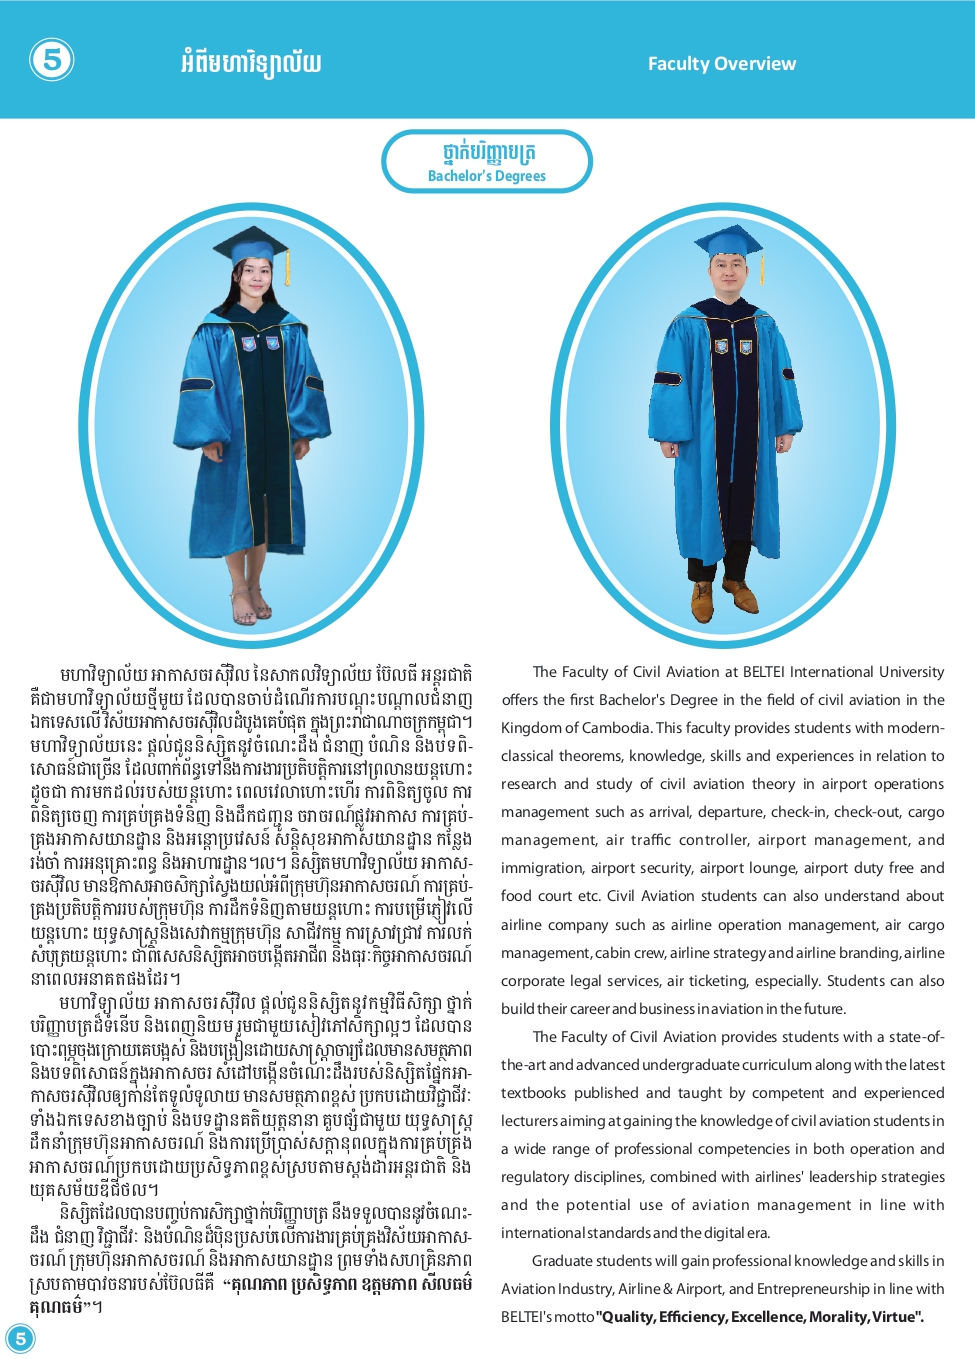 5
អំពីមហាវិទ្យាល័យ
Faculty Overview
ថ្នាក់បរិញ្ញាបត្រ
Bachelor's Degrees
មហាវិទ្យាល័យ អាកាសចរស៊ីវិល នៃសាកលវិទ្យាល័យ ប៊ែលធី អន្តរជាតិ
គឺជាមហាវិទ្យាល័យថ្មីមួយ ដែលបានចាប់ដំណើរការបណ្តុះបណ្តាលជំនាញ
ឯកទេសលើវិស័យអាកាសចរស៊ីវិលដំបូងគេបំផុត ក្នុងព្រះរាជាណាចក្រកម្ពុជា។
មហាវិទ្យាល័យនេះ ផ្តល់ជូននិស្សិតនូវចំណេះដឹង ជំនាញ បំណិន និងបទពិ-
សោធន៍ជាច្រើន ដែលពាក់ព័ន្ធទៅនឹងការងារប្រតិបត្តិការនៅព្រលានយន្តហោះ
ដូចជា ការមកដល់របស់យន្តហោះ ពេលវេលាហោះហើរ ការពិនិត្យចូល ការ
ពិនិត្យចេញ ការគ្រប់គ្រងទំនិញ និងដឹកជញ្ជូន ចរាចរណ៍ផ្លូវអាកាស ការគ្រប់-
គ្រងអាកាសយានដ្ឋាន និងអន្តោប្រវេសន៍ សន្តិសុខអាកាសយានដ្ឋាន កន្លែង
រង់ចាំ ការអនុគ្រោះពន្ធ និងអាហារដ្ឋាន។ល។ និស្សិតមហាវិទ្យាល័យ អាកាស-
ចរស៊ីវិល មានឱកាសអាចសិក្សាស្វែងយល់អំពីក្រុមហ៊ុនអាកាសចរណ៍ ការគ្រប់-
គ្រងប្រតិបត្តិការរបស់ក្រុមហ៊ុន ការដឹកទំនិញតាមយន្តហោះ ការបម្រើភ្ញៀវលើ
យន្តហោះ យុទ្ធសាស្ត្រនិងសេវាកម្មក្រុមហ៊ុន សាជីវកម្ម ការស្រាវជ្រាវ ការលក់
សំបុត្រយន្តហោះ ជាពិសេសនិស្សិតអាចបង្កើតអាជីព និងធុរៈកិច្ចអាកាសចរណ៍
នាពេលអនាគតផងដែរ។
មហាវិទ្យាល័យ អាកាសចរស៊ីវិល ផ្តល់ជូននិស្សិតនូវកម្មវិធីសិក្សា ថ្នាក់
បរិញ្ញាបត្រដ៏ទំនើប និងពេញនិយម រួមជាមួយសៀវភៅសិក្សាល្អៗ ដែលបាន
បោះពុម្ពចុងក្រោយគេបង្អស់ និងបង្រៀនដោយសាស្ត្រាចារ្យដែលមានសមត្ថភាព
និងបទពិសោធន៍ក្នុងអាកាសចរ សំដៅបង្កើនចំណេះដឹងរបស់និស្សិតផ្នែកអា-
កាសចរស៊ីវិលឲ្យកាន់តែទូលំទូលាយ មានសមត្ថភាពខ្ពស់ ប្រកបដោយវិជ្ជាជីវៈ
ទាំងឯកទេសខាងច្បាប់ និងបទដ្ឋានគតិយុត្តនានា គួបផ្សំជាមួយ យុទ្ធសាស្ត្រ
ដឹកនាំក្រុមហ៊ុនអាកាសចរណ៍ និងការប្រើប្រាស់សក្តានុពលក្នុងការគ្រប់គ្រង
អាកាសចរណ៍ប្រកបដោយប្រសិទ្ធភាពខ្ពស់ស្របតាមស្តង់ដារអន្តរជាតិ និង
យុគសម័យឌីជីថល។
និស្សិតដែលបានបញ្ចប់ការសិក្សាថ្នាក់បរិញ្ញាបត្រ នឹងទទួលបាននូវចំណេះ-
ដឹង ជំនាញ វិជ្ជាជីវៈ និងបំណិនដ៏ប៉ិនប្រសប់លើការងារគ្រប់គ្រងវិស័យអាកាស-
ចរណ៍ ក្រុមហ៊ុនអាកាសចរណ៍ និងអាកាសយានដ្ឋាន ព្រមទាំងសហគ្រិនភាព
ស្របតាមបាវចនារបស់ប៊ែលធីគឺ “គុណភាព ប្រសិទ្ធភាព ឧត្តមភាព សីលធម៌
គុណធម៌”។
The Faculty of Civil Aviation at BELTEI International University
offers the first Bachelor's Degree in the field of civil aviation in the
Kingdom of Cambodia. This faculty provides students with modern-
classical theorems, knowledge, skills and experiences in relation to
research and study of civil aviation theory in airport operations
management such as arrival, departure, check-in, check-out, cargo
management, air traffic controller, airport management, and
immigration, airport security, airport lounge, airport duty free and
food court etc. Civil Aviation students can also understand about
airline company such as airline operation management, air cargo
management, cabin crew, airline strategy and airline branding, airline
corporate legal services, air ticketing, especially. Students can also
build their career and business in aviation in the future.
The Faculty of Civil Aviation provides students with a state-of-
the-art and advanced undergraduate curriculum along with the latest
textbooks published and taught by competent and experienced
lecturers aiming at gaining the knowledge of civil aviation students in
a wide range of professional competencies in both operation and
regulatory disciplines, combined with airlines' leadership strategies
and the potential use of aviation management in line with
international standards and the digital era.
Graduate students will gain professional knowledge and skills in
Aviation Industry, Airline & Airport, and Entrepreneurship in line with
BELTEI's motto "Quality, Efficiency, Excellence, Morality, Virtue".
5